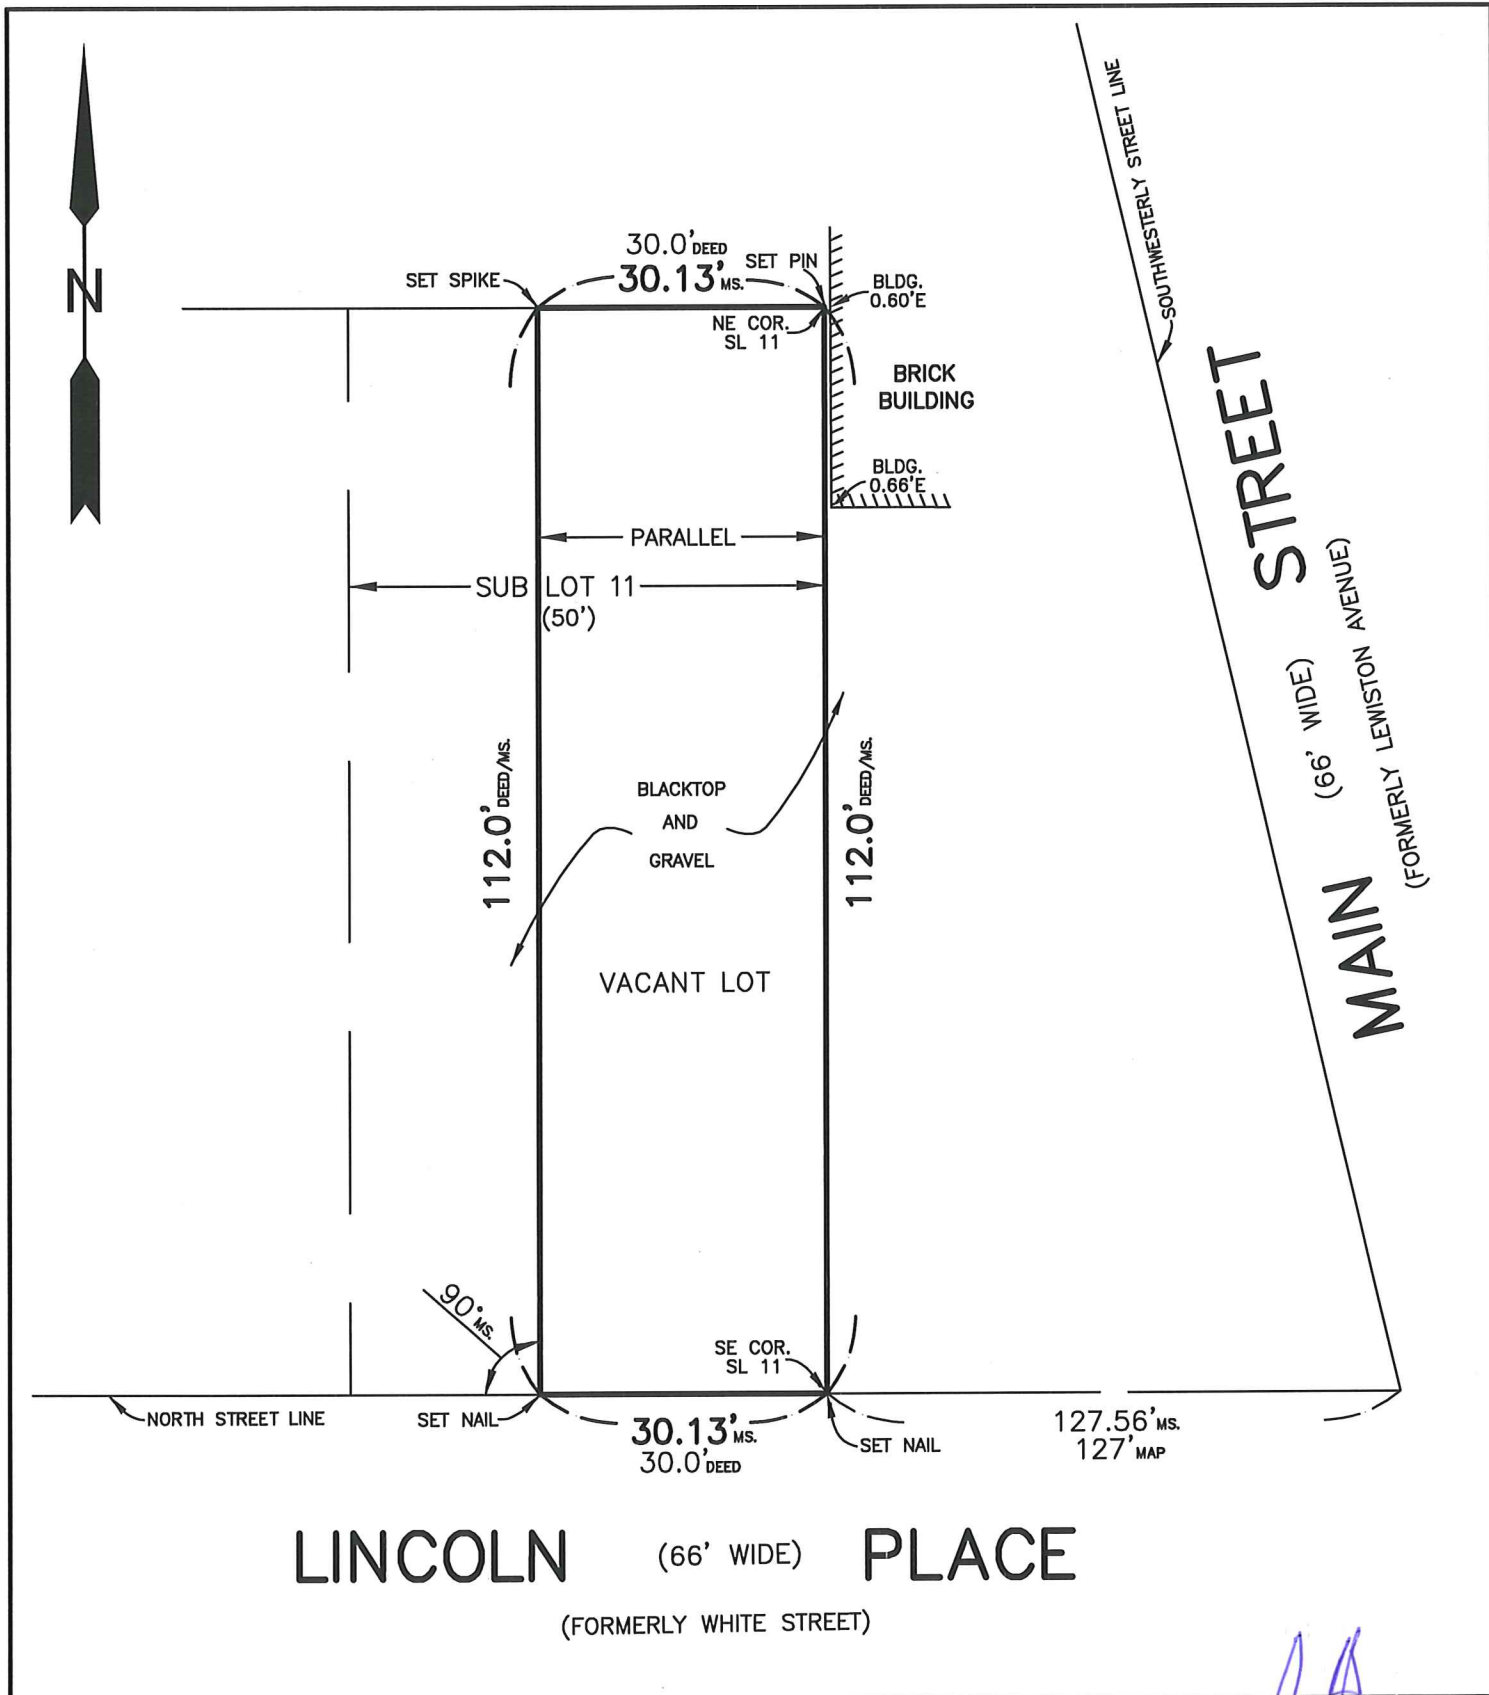 N
30.0' DEED
30.13' MS.
SET SPIKE
SET PIN
BLDG.
0.60'E
NE COR.
SL 11
BRICK
BUILDING
BLDG.
0.66'E
SOUTHWESTERLY STREET LINE
PARALLEL
SUB LOT 11
(50')
112.0' DEED/MS.
BLACKTOP
AND
GRAVEL
112.0' DEED/MS.
VACANT LOT
MAIN (66' WIDE) STREET
(FORMERLY LEWISTON AVENUE)
90° MS.
SE COR.
SL 11
NORTH STREET LINE
SET NAIL
30.13' MS.
30.0' DEED
SET NAIL
127.56' MS.
127' MAP
LINCOLN (66' WIDE) PLACE
(FORMERLY WHITE STREET)